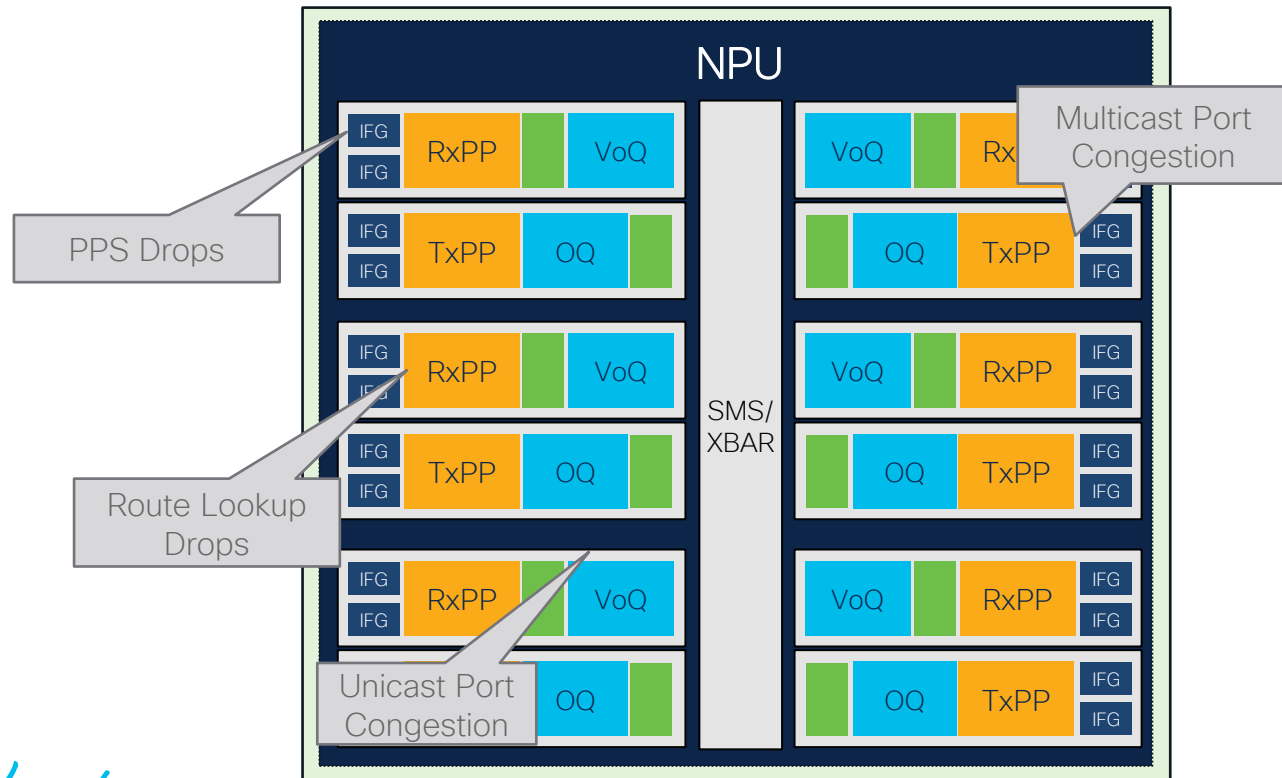 NPU
IFG
IFG
RxPP
VoQ
VoQ
Rx
Multicast Port
Congestion
PPS Drops
IFG
IFG
TxPP
OQ
OQ
TxPP
IFG
IFG
IFG
IFG
RxPP
VoQ
VoQ
RxPP
IFG
IFG
SMS/
XBAR
IFG
IFG
TxPP
OQ
OQ
TxPP
IFG
IFG
Route Lookup
Drops
IFG
IFG
RxPP
VoQ
VoQ
RxPP
IFG
IFG
Unicast Port
Congestion
OQ
OQ
TxPP
IFG
IFG